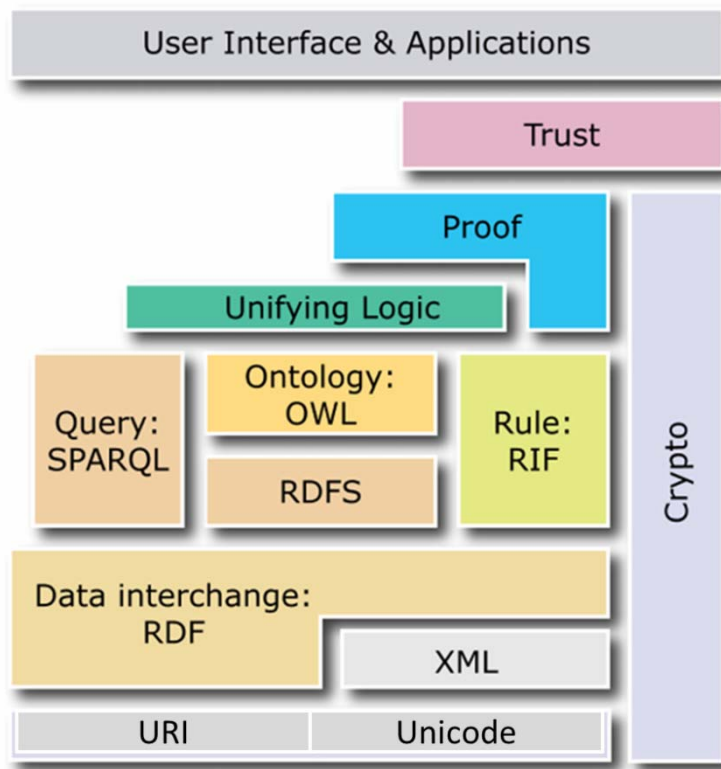 User Interface & Applications
Trust
Proof
Unifying Logic
Query:
SPARQL
Ontology:
OWL
RDFS
Rule:
RIF
Crypto
Data interchange:
RDF
XML
URI
Unicode